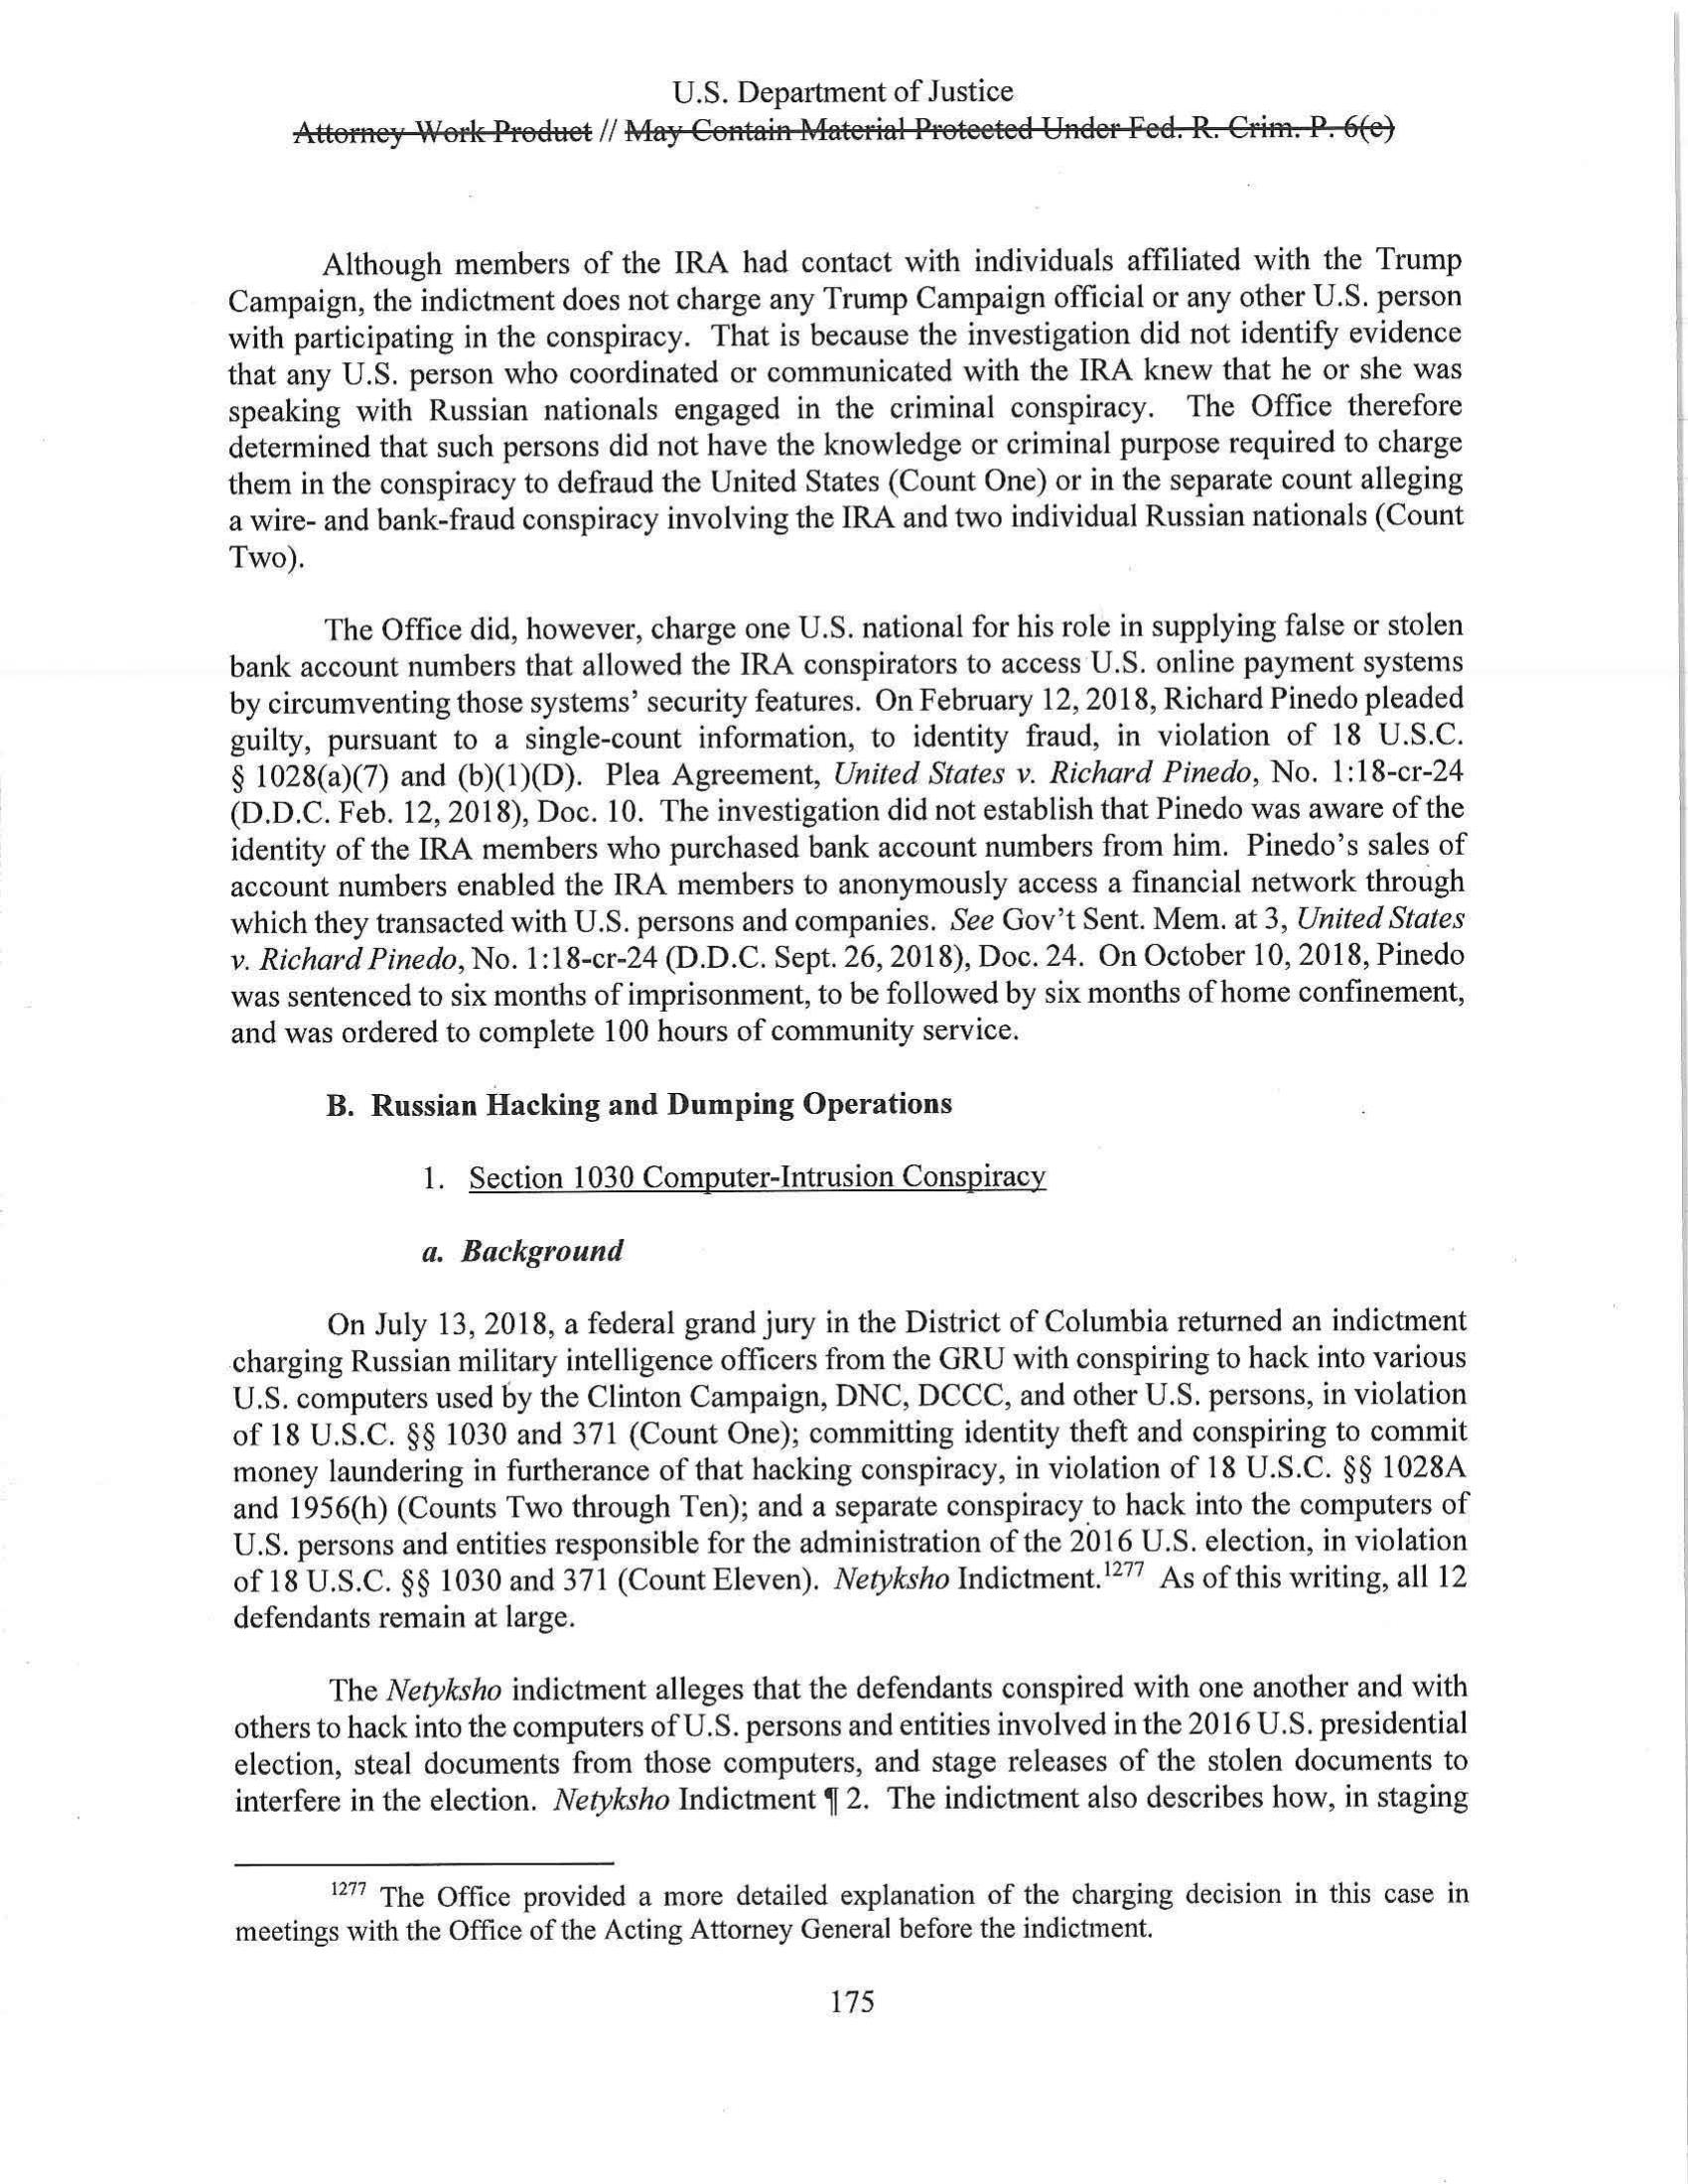 U.S. Department of Justice
Attorney Work Product // May Contain Material Protected Under Fed. R. Crim. P. 6(e)
Although members of the IRA had contact with individuals affiliated with the Trump
Campaign, the indictment does not charge any Trump Campaign official or any other U.S. person
with participating in the conspiracy. That is because the investigation did not identify evidence
that any U.S. person who coordinated or communicated with the IRA knew that he or she was
speaking with Russian nationals engaged in the criminal conspiracy. The Office therefore
determined that such persons did not have the knowledge or criminal purpose required to charge
them in the conspiracy to defraud the United States (Count One) or in the separate count alleging
a wire- and bank-fraud conspiracy involving the IRA and two individual Russian nationals (Count
Two).
The Office did, however, charge one U.S. national for his role in supplying false or stolen
bank account numbers that allowed the IRA conspirators to access U.S. online payment systems
by circumventing those systems' security features. On February 12, 2018, Richard Pinedo pleaded
guilty, pursuant to a single-count information, to identity fraud, in violation of 18 U.S.C.
§ 1028(a)(7) and (b)(1)(D). Plea Agreement, United States v. Richard Pinedo, No. 1:18-cr-24
(D.D.C. Feb. 12, 2018), Doc. 10. The investigation did not establish that Pinedo was aware of the
identity of the IRA members who purchased bank account numbers from him. Pinedo's sales of
account numbers enabled the IRA members to anonymously access a financial network through
which they transacted with U.S. persons and companies. See Gov't Sent. Mem. at 3, United States
v. Richard Pinedo, No. 1:18-cr-24 (D.D.C. Sept. 26, 2018), Doc. 24. On October 10, 2018, Pinedo
was sentenced to six months of imprisonment, to be followed by six months of home confinement,
and was ordered to complete 100 hours of community service.
B. Russian Hacking and Dumping Operations
1. Section 1030 Computer-Intrusion Conspiracy
a. Background
On July 13, 2018, a federal grand jury in the District of Columbia returned an indictment
charging Russian military intelligence officers from the GRU with conspiring to hack into various
U.S. computers used by the Clinton Campaign, DNC, DCCC, and other U.S. persons, in violation
of 18 U.S.C. §§ 1030 and 371 (Count One); committing identity theft and conspiring to commit
money laundering in furtherance of that hacking conspiracy, in violation of 18 U.S.C. §§ 1028A
and 1956(h) (Counts Two through Ten); and a separate conspiracy to hack into the computers of
U.S. persons and entities responsible for the administration of the 2016 U.S. election, in violation
of 18 U.S.C. §§ 1030 and 371 (Count Eleven). Netyksho Indictment.1277 As of this writing, all 12
defendants remain at large.
The Netyksho indictment alleges that the defendants conspired with one another and with
others to hack into the computers of U.S. persons and entities involved in the 2016 U.S. presidential
election, steal documents from those computers, and stage releases of the stolen documents to
interfere in the election. Netyksho Indictment ¶ 2. The indictment also describes how, in staging
1277 The Office provided a more detailed explanation of the charging decision in this case in
meetings with the Office of the Acting Attorney General before the indictment.
175